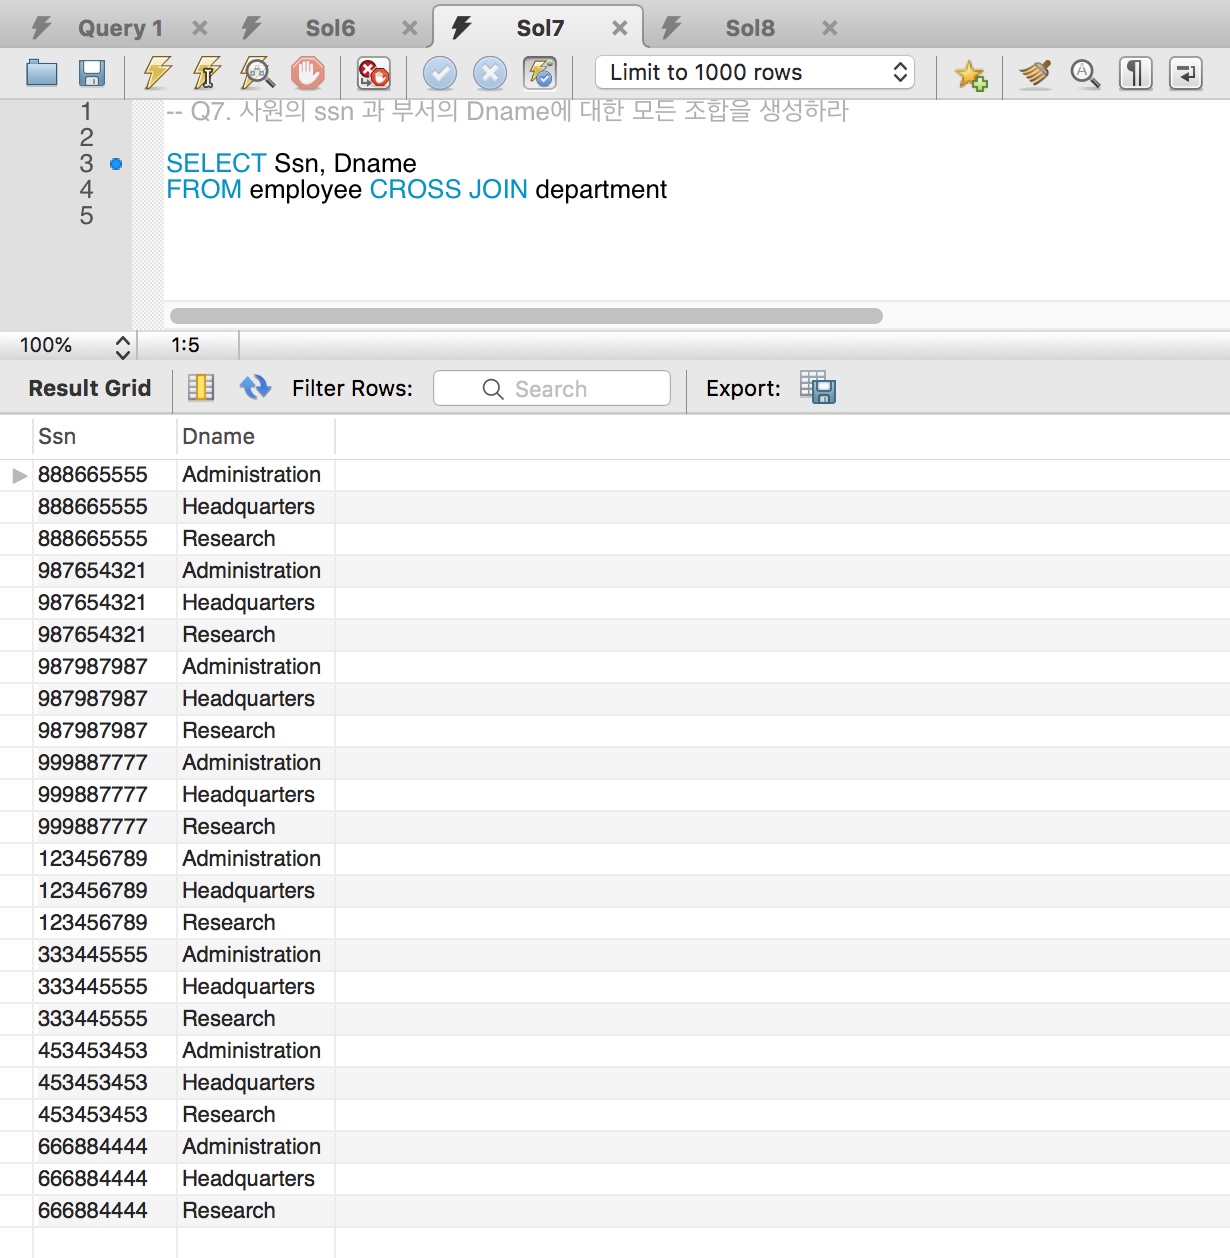 Query 1 Sol6 Sol7 Sol8
Limit to 1000 rows
1 -- Q7. 사원의 ssn 과 부서의 Dname에 대한 모든 조합을 생성하라
2
3 SELECT Ssn, Dname
4 FROM employee CROSS JOIN department
5
100% 1:5
Result Grid Filter Rows: Search Export:
Ssn Dname
888665555 Administration
888665555 Headquarters
888665555 Research
987654321 Administration
987654321 Headquarters
987654321 Research
987987987 Administration
987987987 Headquarters
987987987 Research
999887777 Administration
999887777 Headquarters
999887777 Research
123456789 Administration
123456789 Headquarters
123456789 Research
333445555 Administration
333445555 Headquarters
333445555 Research
453453453 Administration
453453453 Headquarters
453453453 Research
666884444 Administration
666884444 Headquarters
666884444 Research